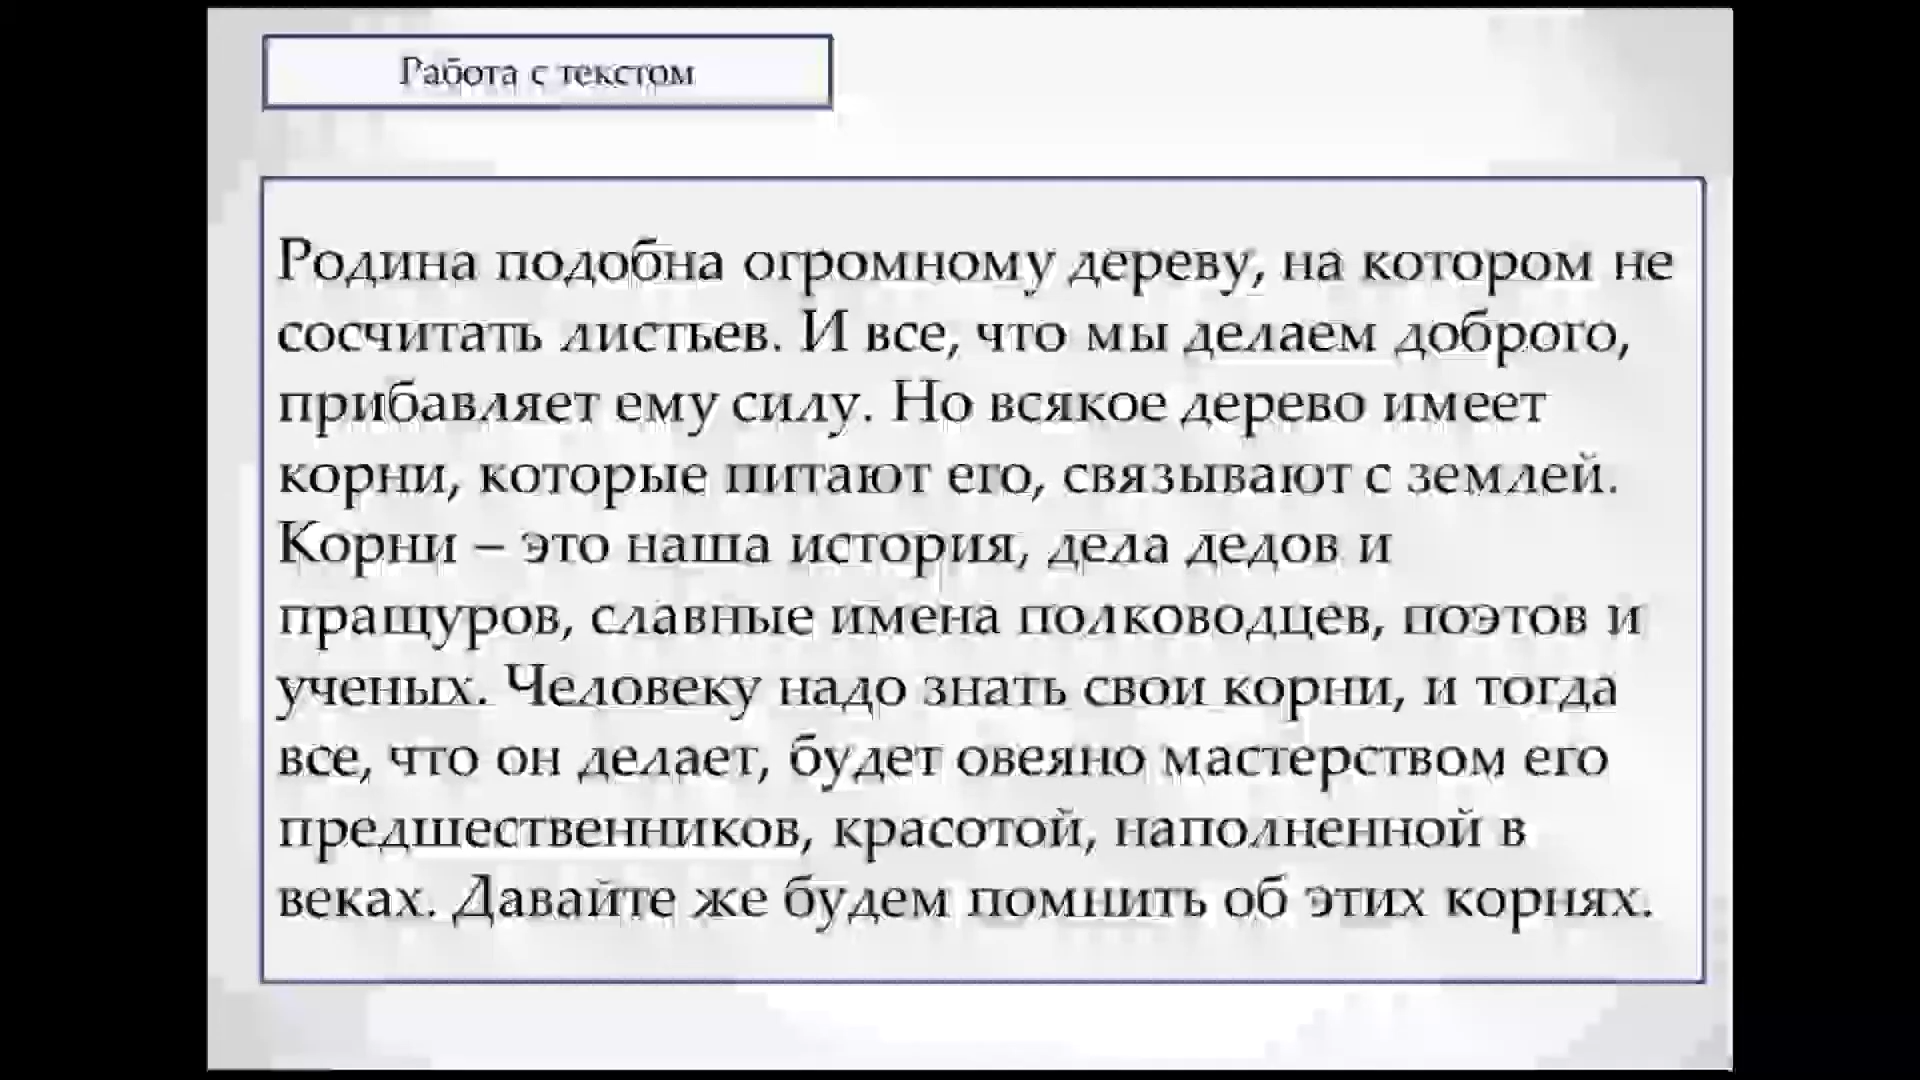 Работа с текстом
Родина подобна огромному дереву, на котором не
сосчитать листьев. И все, что мы делаем доброго,
прибавляет ему силу. Но всякое дерево имеет
корни, которые питают его, связывают с землей.
Корни – это наша история, дела дедов и
пращуров, славные имена полководцев, поэтов и
ученых. Человеку надо знать свои корни, и тогда
все, что он делает, будет овеяно мастерством его
предшественников, красотой, наполненной в
веках. Давайте же будем помнить об этих корнях.